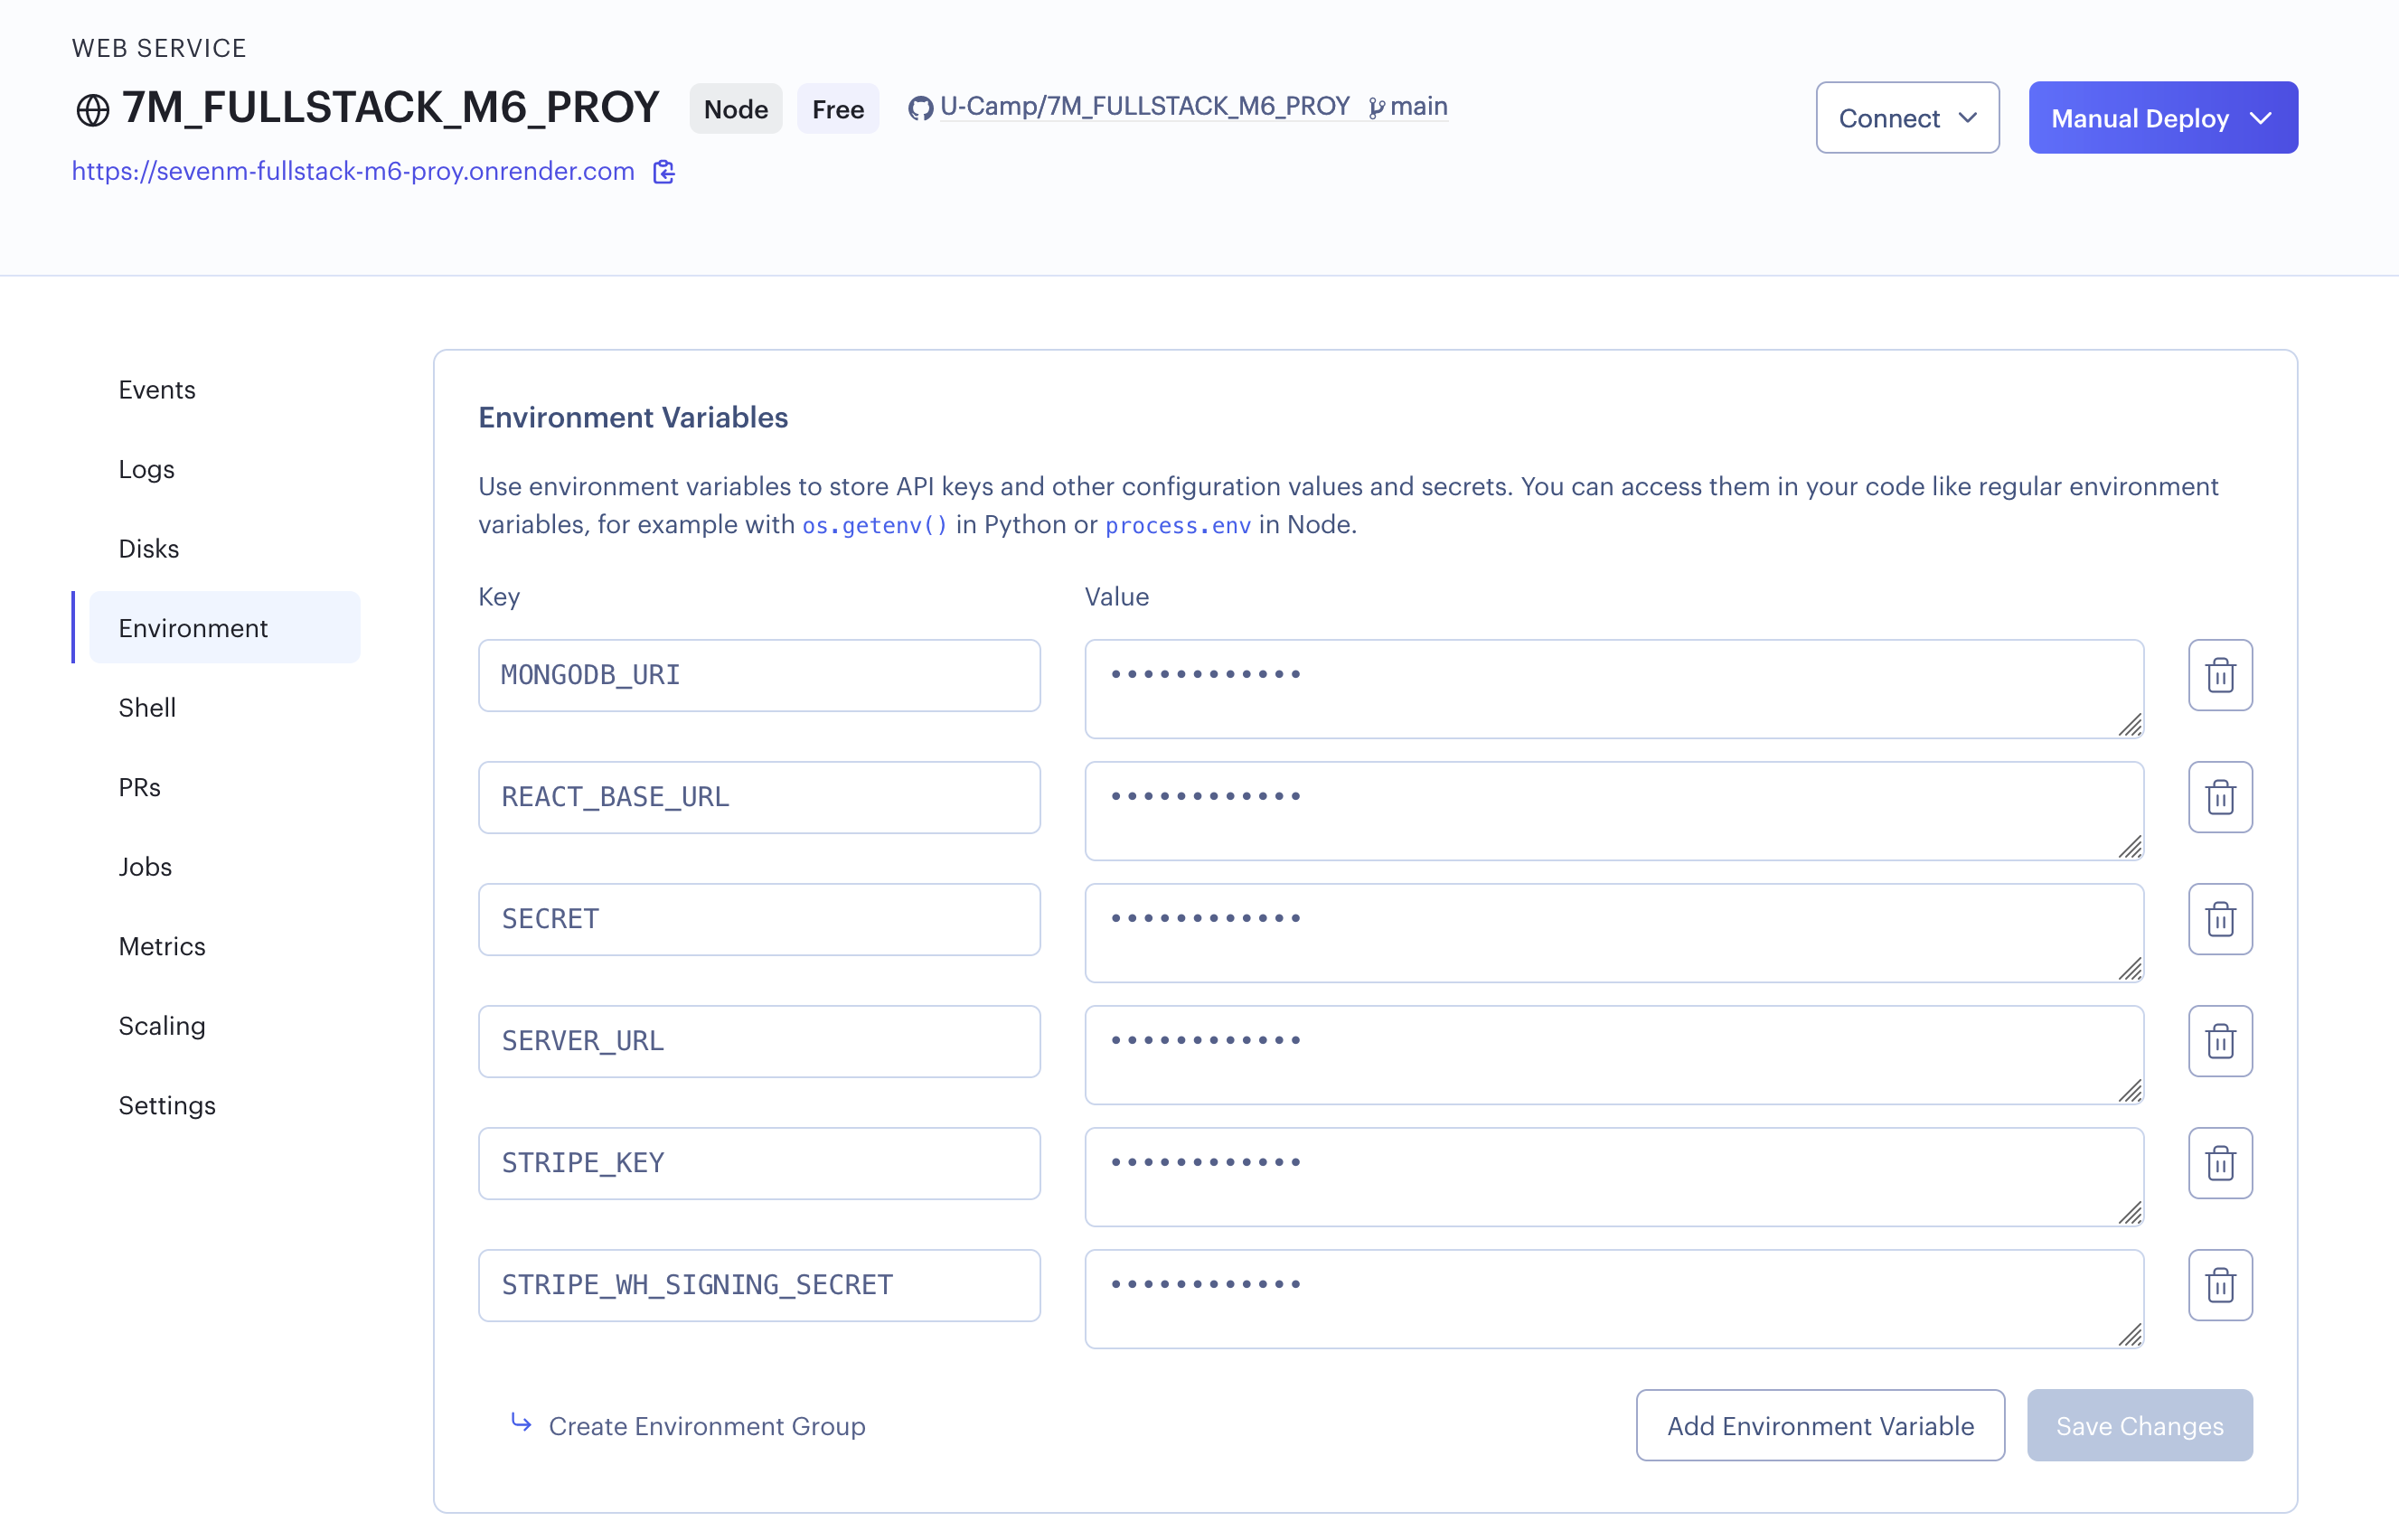 WEB SERVICE
7M_FULLSTACK_M6_PROY Node Free U-Camp/7M_FULLSTACK_M6_PROY main Connect Manual Deploy
https://sevenm-fullstack-m6-proy.onrender.com
Events
Logs
Disks
Environment
Shell
PRs
Jobs
Metrics
Scaling
Settings
Environment Variables
Use environment variables to store API keys and other configuration values and secrets. You can access them in your code like regular environment
variables, for example with os.getenv() in Python or process.env in Node.
Key Value
MONGODB_URI ••••••••••••
REACT_BASE_URL ••••••••••••
SECRET ••••••••••••
SERVER_URL ••••••••••••
STRIPE_KEY ••••••••••••
STRIPE_WH_SIGNING_SECRET ••••••••••••
Create Environment Group Add Environment Variable Save Changes